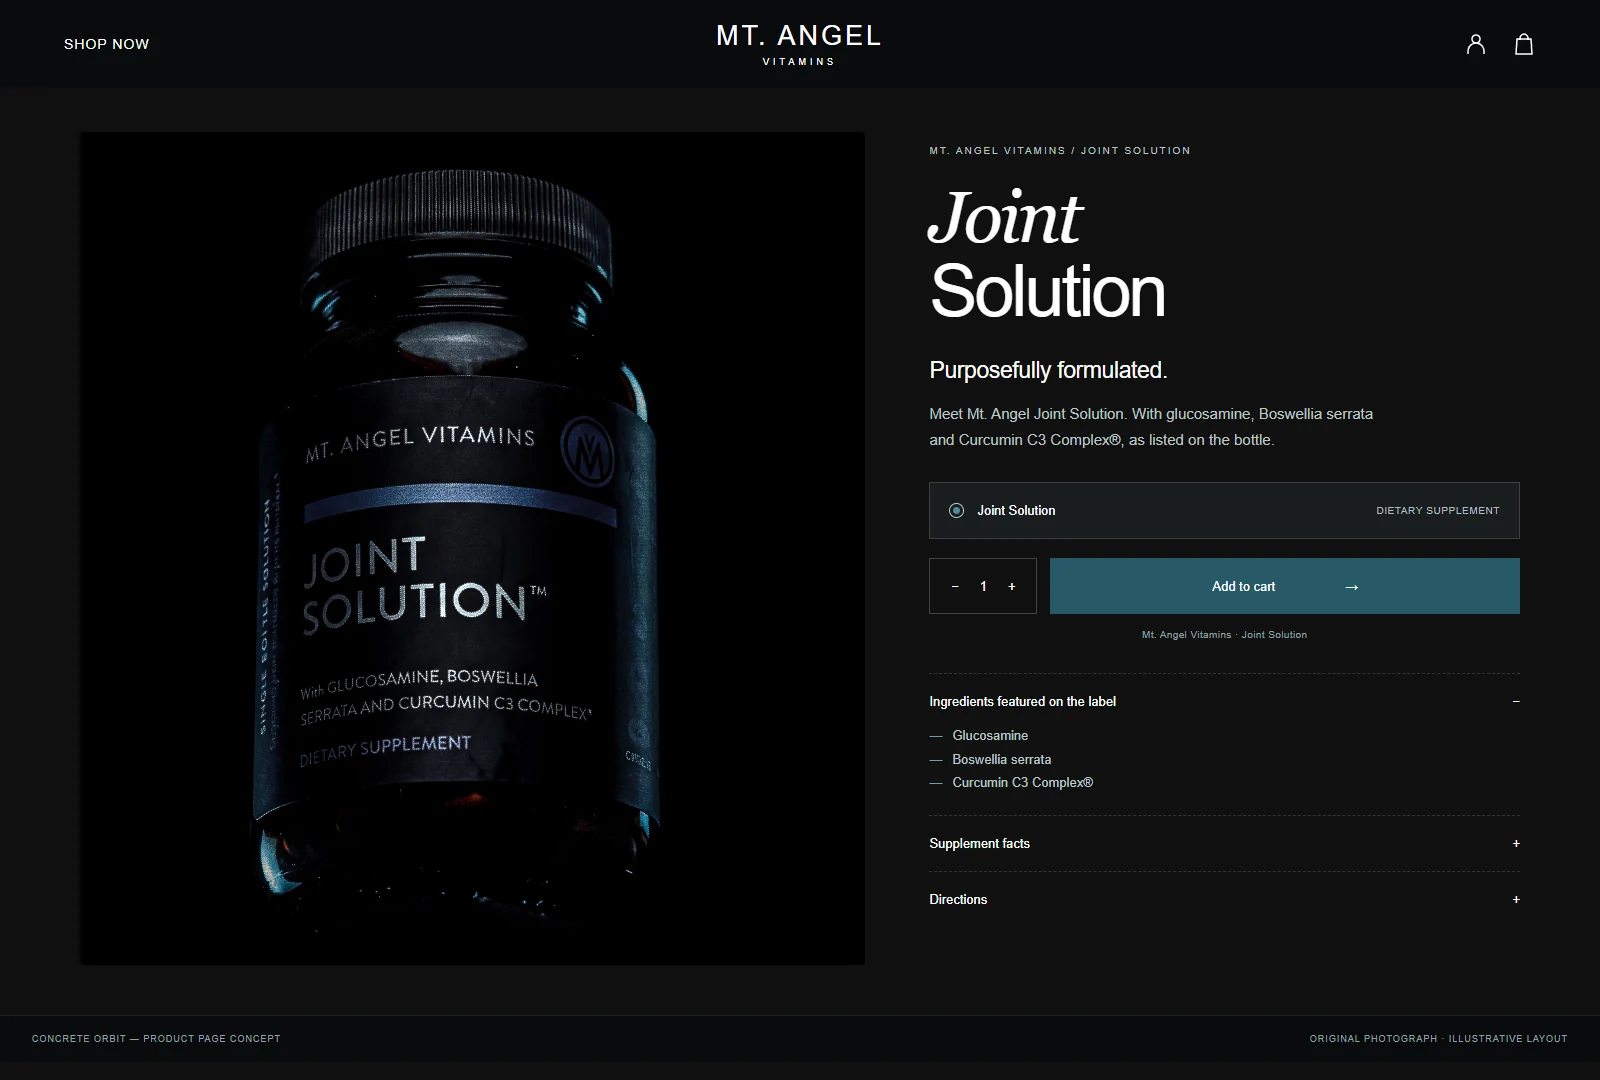 SHOP NOW
MT. ANGEL
VITAMINS
MT. ANGEL VITAMINS
JOINT
SOLUTION™
With GLUCOSAMINE, BOSWELLIA
SERRATA AND CURCUMIN C3 COMPLEX®
DIETARY SUPPLEMENT
SINGLE BOTTLE SOLUTION
MT. ANGEL VITAMINS / JOINT SOLUTION
Joint
Solution
Purposefully formulated.
Meet Mt. Angel Joint Solution. With glucosamine, Boswellia serrata
and Curcumin C3 Complex®, as listed on the bottle.
Joint Solution
DIETARY SUPPLEMENT
− 1 +
Add to cart →
Mt. Angel Vitamins · Joint Solution
Ingredients featured on the label −
— Glucosamine
— Boswellia serrata
— Curcumin C3 Complex®
Supplement facts +
Directions +
CONCRETE ORBIT — PRODUCT PAGE CONCEPT
ORIGINAL PHOTOGRAPH · ILLUSTRATIVE LAYOUT